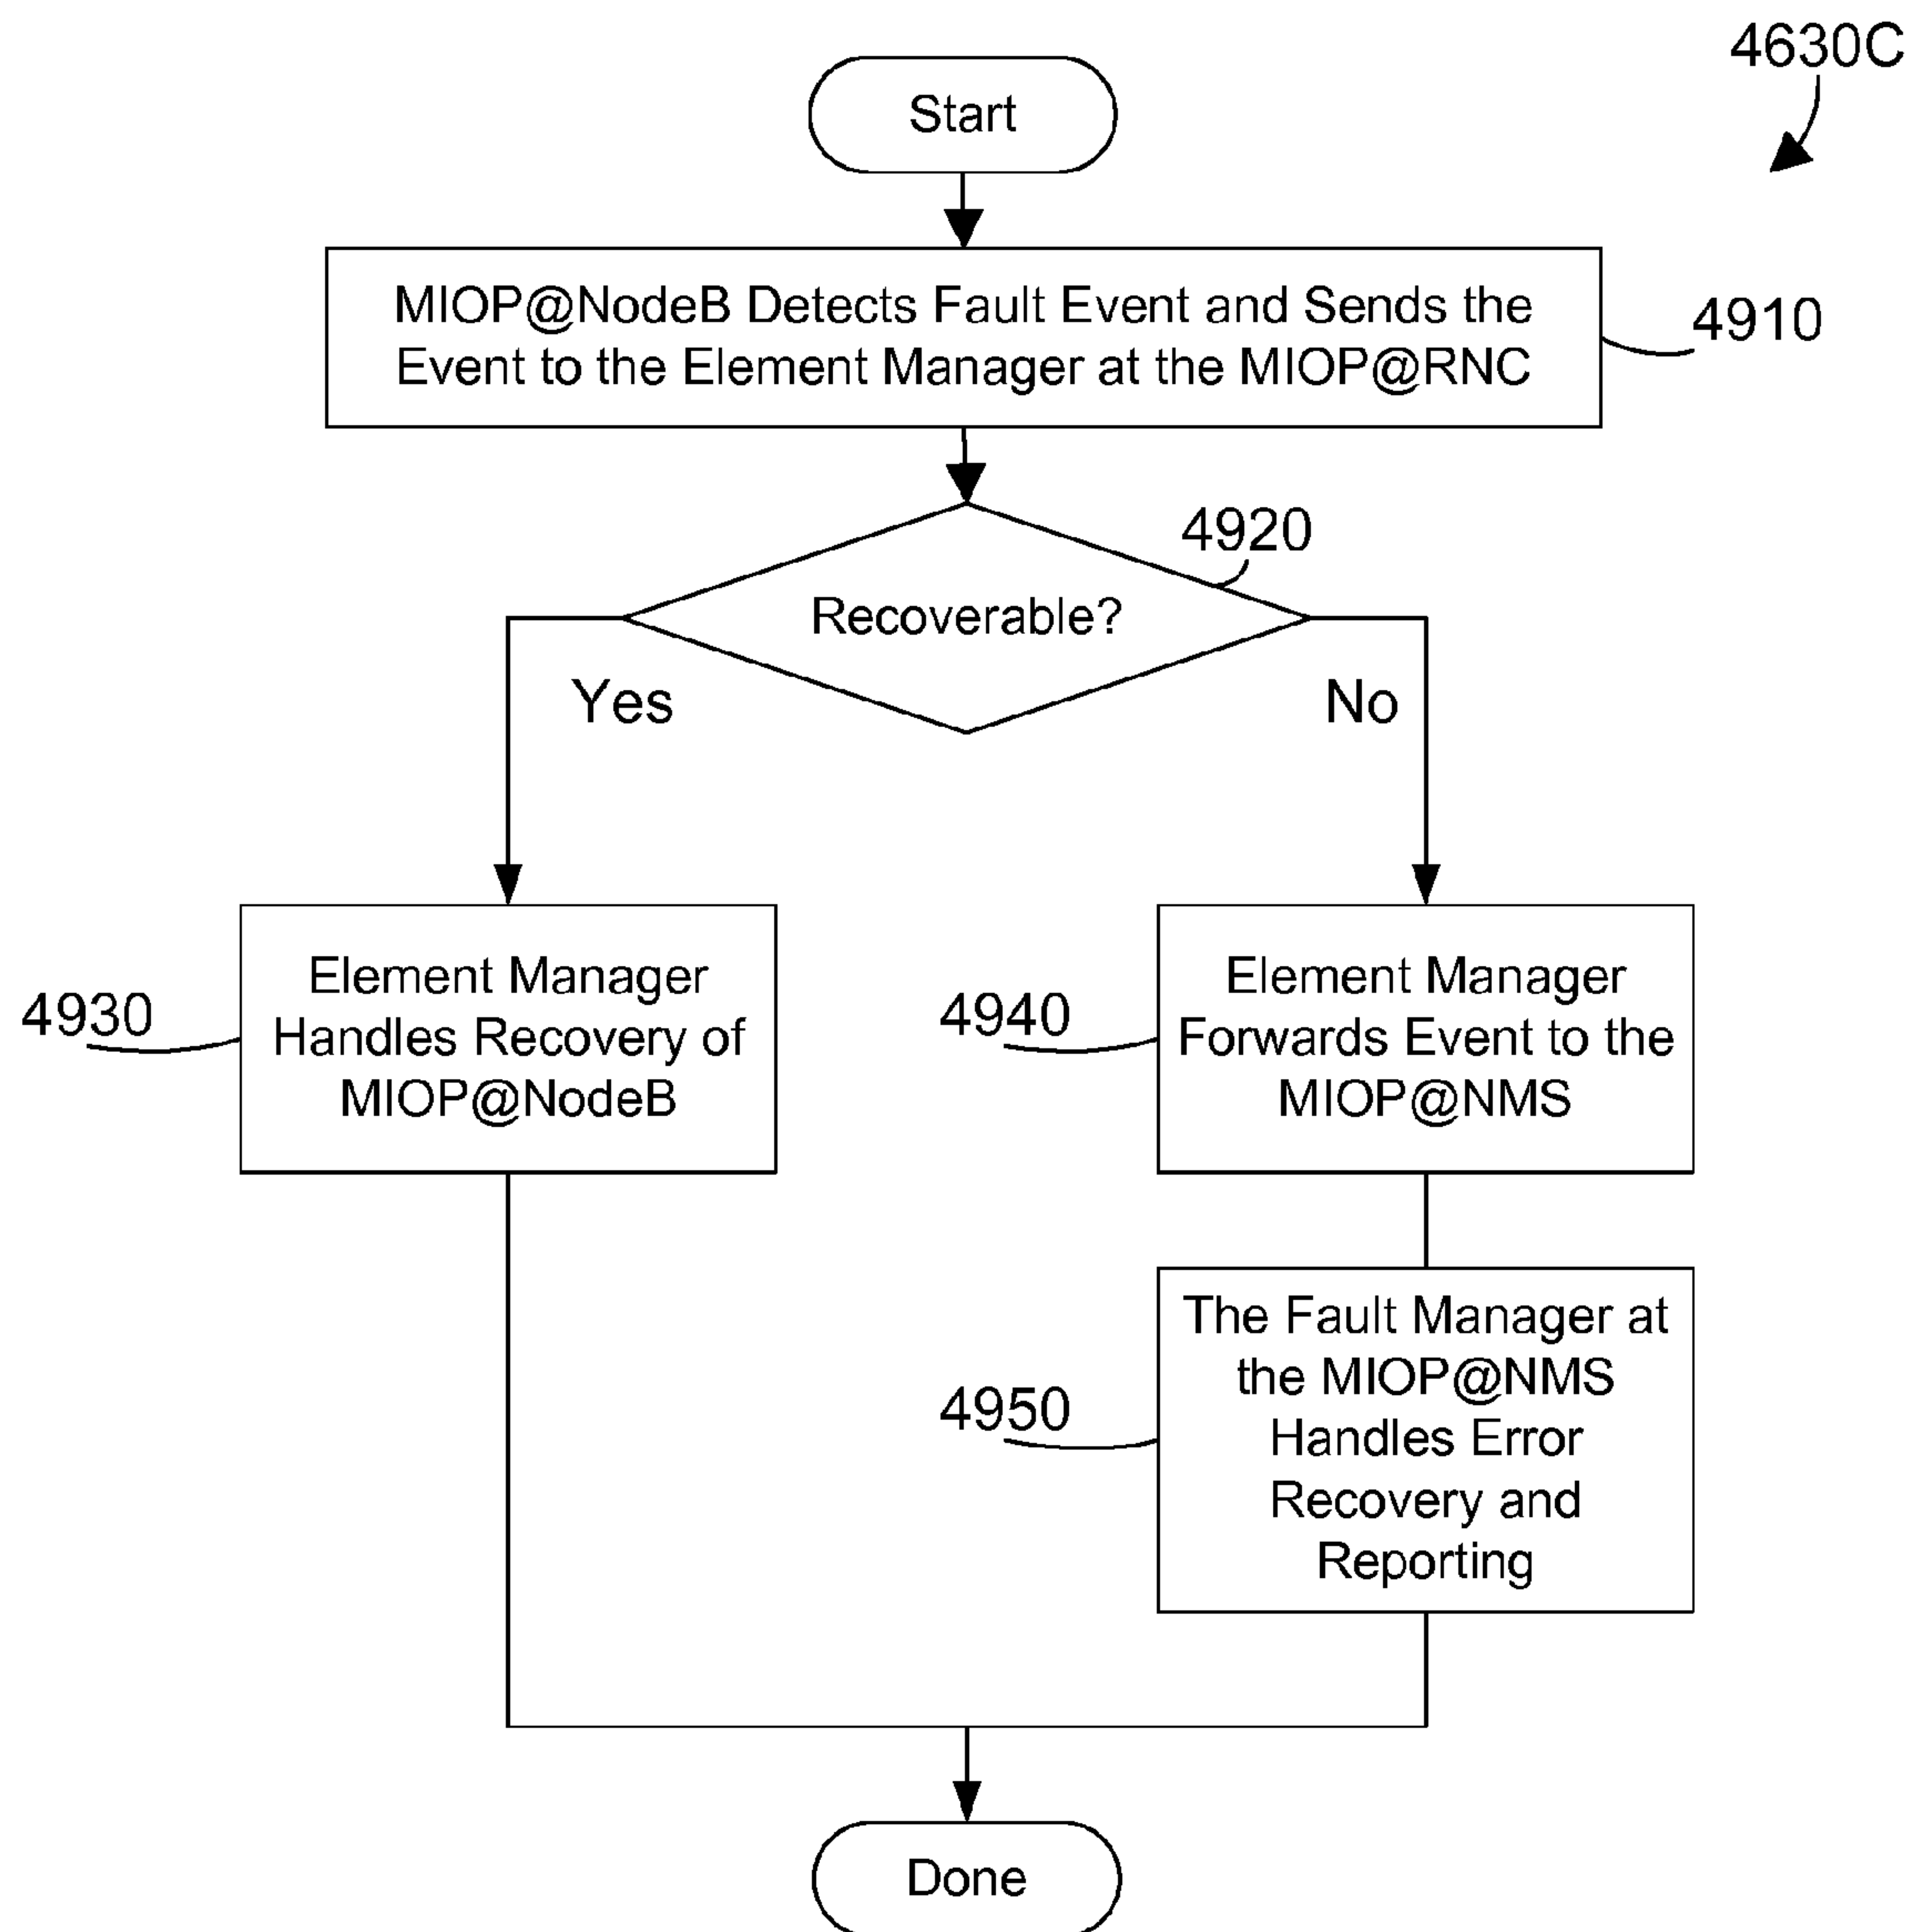 4630C
Start
MIOP@NodeB Detects Fault Event and Sends the
Event to the Element Manager at the MIOP@RNC
4910
4920
Recoverable?
Yes
No
4930
Element Manager
Handles Recovery of
MIOP@NodeB
4940
Element Manager
Forwards Event to the
MIOP@NMS
4950
The Fault Manager at
the MIOP@NMS
Handles Error
Recovery and
Reporting
Done